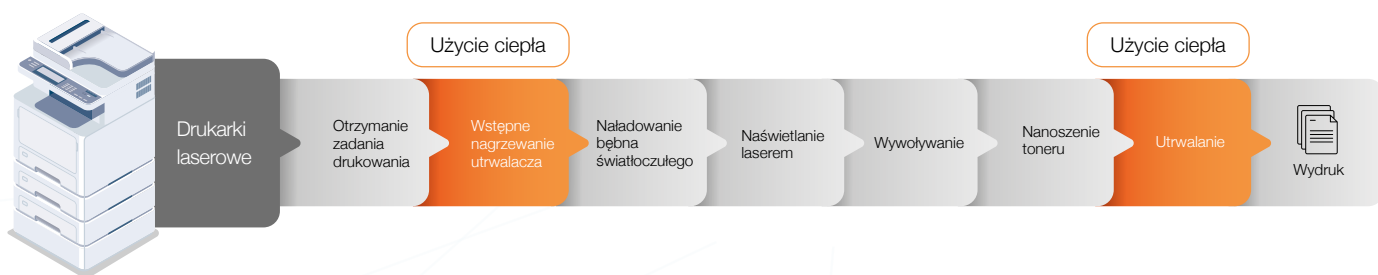 Użycie ciepła
Użycie ciepła
Drukarki
laserowe
Otrzymanie
zadania
drukowania
Wstępne
nagrzewanie
utrwalacza
Naładowanie
bębna
światłoczułego
Naświetlanie
laserem
Wywoływanie
Nanoszenie
toneru
Utrwalanie
Wydruk